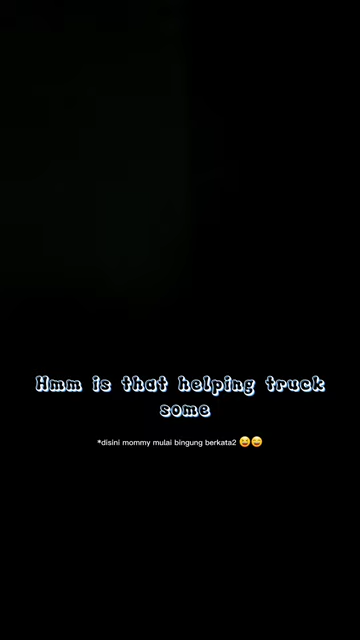 Hmm is that helping truck
some
*disini mommy mulai bingung berkata2 😄😄